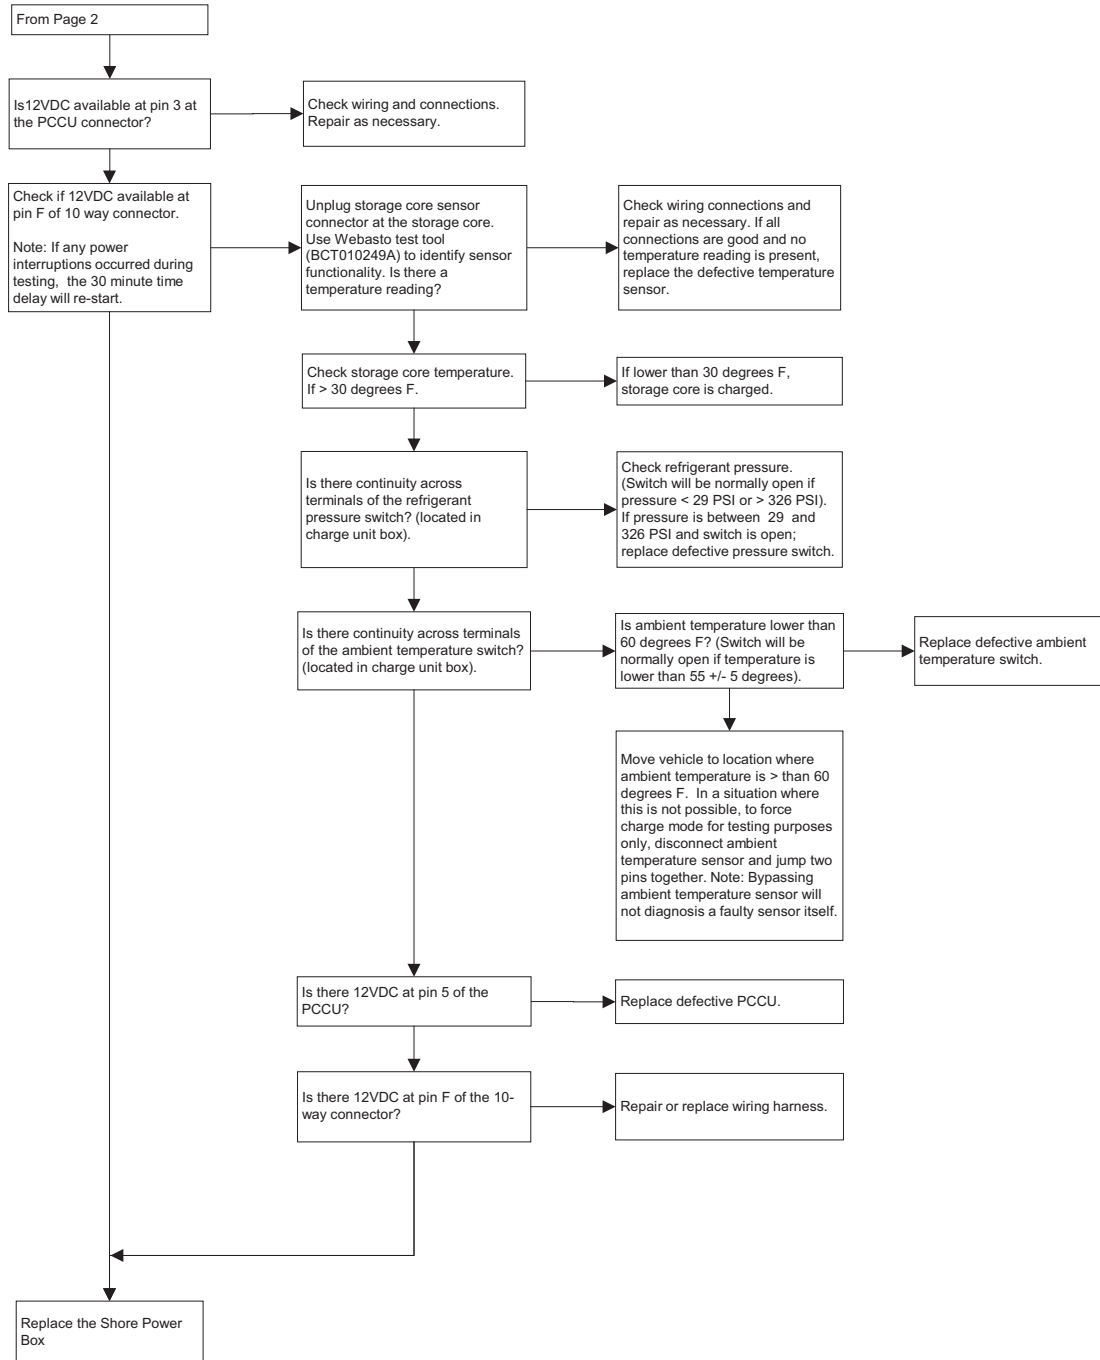 From Page 2
Is12VDC available at pin 3 at
the PCCU connector?
Check wiring and connections.
Repair as necessary.
Check if 12VDC available at
pin F of 10 way connector.
Note: If any power
interruptions occurred during
testing,  the 30 minute time
delay will re-start.
Unplug storage core sensor
connector at the storage core.
Use Webasto test tool
(BCT010249A) to identify sensor
functionality. Is there a
temperature reading?
Check wiring connections and
repair as necessary. If all
connections are good and no
temperature reading is present,
replace the defective temperature
sensor.
Check storage core temperature.
If > 30 degrees F.
If lower than 30 degrees F,
storage core is charged.
Is there continuity across
terminals of the refrigerant
pressure switch? (located in
charge unit box).
Check refrigerant pressure.
(Switch will be normally open if
pressure < 29 PSI or > 326 PSI).
If pressure is between  29  and
326 PSI and switch is open;
replace defective pressure switch.
Is there continuity across terminals
of the ambient temperature switch?
(located in charge unit box).
Is ambient temperature lower than
60 degrees F? (Switch will be
normally open if temperature is
lower than 55 +/- 5 degrees).
Replace defective ambient
temperature switch.
Move vehicle to location where
ambient temperature is > than 60
degrees F.  In a situation where
this is not possible, to force
charge mode for testing purposes
only, disconnect ambient
temperature sensor and jump two
pins together. Note: Bypassing
ambient temperature sensor will
not diagnosis a faulty sensor itself.
Is there 12VDC at pin 5 of the
PCCU?
Replace defective PCCU.
Is there 12VDC at pin F of the 10-
way connector?
Repair or replace wiring harness.
Replace the Shore Power
Box